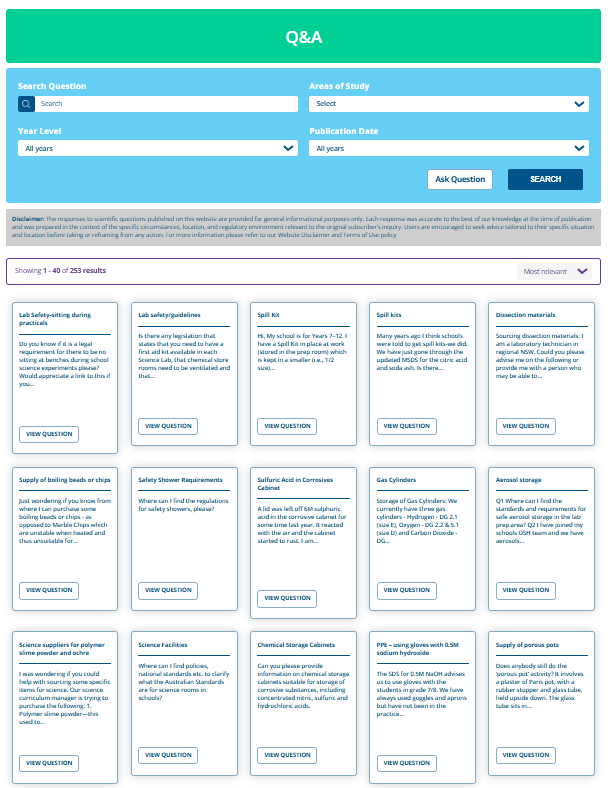 Q&A
Search Question
Areas of Study
Search
Select
Year Level
Publication Date
All years
All years
Ask Question
SEARCH
Disclaimer: The responses to scientific questions published on this website are provided for general informational purposes only. Each response was accurate to the best of our knowledge at the time of publication
and was prepared in the context of the specific circumstances, location, and regulatory environment relevant to the original subscriber's inquiry. Users are encouraged to seek advice tailored to their specific situation
and location before taking or refraining from any action. For more information please refer to our Website Disclaimer and Terms of Use policy
Showing 1 - 40 of 253 results
Most relevant
Lab Safety-sitting during
practicals
Do you know if it is a legal
requirement for there to be no
sitting at benches during school
science experiments please?
Would appreciate a link to this if
you...
VIEW QUESTION
Lab safety/guidelines
Is there any legislation that
states that you need to have a
first aid kit available in each
Science Lab, that chemical store
rooms need to be ventilated and
that...
VIEW QUESTION
Spill Kit
Hi, My school is for Years 7–12. I
have a Spill Kit in place at work
(stored in the prep room) which
is kept in a smaller (i.e., 1/2
size)...
VIEW QUESTION
Spill kits
Many years ago I think schools
were told to get spill kits-we did.
We have just gone through the
updated MSDS for the citric acid
and soda ash. Is there...
VIEW QUESTION
Dissection materials
Sourcing dissection materials: I
am a laboratory technician in
regional NSW. Could you please
advise me on the following or
provide me with a person who
may be able to...
VIEW QUESTION
Supply of boiling beads or chips
Just wondering if you know from
where I can purchase some
boiling beads or chips - as
opposed to Marble Chips which
are unstable when heated and
thus unsuitable for...
VIEW QUESTION
Safety Shower Requirements
Where can I find the regulations
for safety showers, please?
VIEW QUESTION
Sulfuric Acid in Corrosives
Cabinet
A lid was left off 6M sulphuric
acid in the corrosive cabinet for
some time last year. It reacted
with the air and the cabinet
started to rust. I am...
VIEW QUESTION
Gas Cylinders
Storage of Gas Cylinders: We
currently have three gas
cylinders - Hydrogen - DG 2.1
(size E), Oxygen - DG 2.2 & 5.1
(size D) and Carbon Dioxide -
DG...
VIEW QUESTION
Aerosol storage
Q1 Where can I find the
standards and requirements for
safe aerosol storage in the lab
prep area? Q2 I have joined my
schools OSH team and we have
aerosols...
VIEW QUESTION
Science suppliers for polymer
slime powder and ochre
I was wondering if you could
help with sourcing some specific
items for science. Our science
curriculum manager is trying to
purchase the following: 1.
Polymer slime powder—this
used to...
VIEW QUESTION
Science Facilities
Where can I find policies,
national standards etc. to clarify
what the Australian Standards
are for science rooms in
schools?
VIEW QUESTION
Chemical Storage Cabinets
Can you please provide
information on chemical storage
cabinets suitable for storage of
corrosive substances, including
concentrated nitric, sulfuric and
hydrochloric acids.
VIEW QUESTION
PPE – using gloves with 0.5M
sodium hydroxide
The SDS for 0.5M NaOH advises
us to use gloves with the
students in grade 7/8. We have
always used goggles and aprons
but have not been in the
practice...
VIEW QUESTION
Supply of porous pots
Does anybody still do the
'porous pot' activity? It involves
a plaster of Paris pot, with a
rubber stopper and glass tube,
held upside down. The glass
tube sits in...
VIEW QUESTION